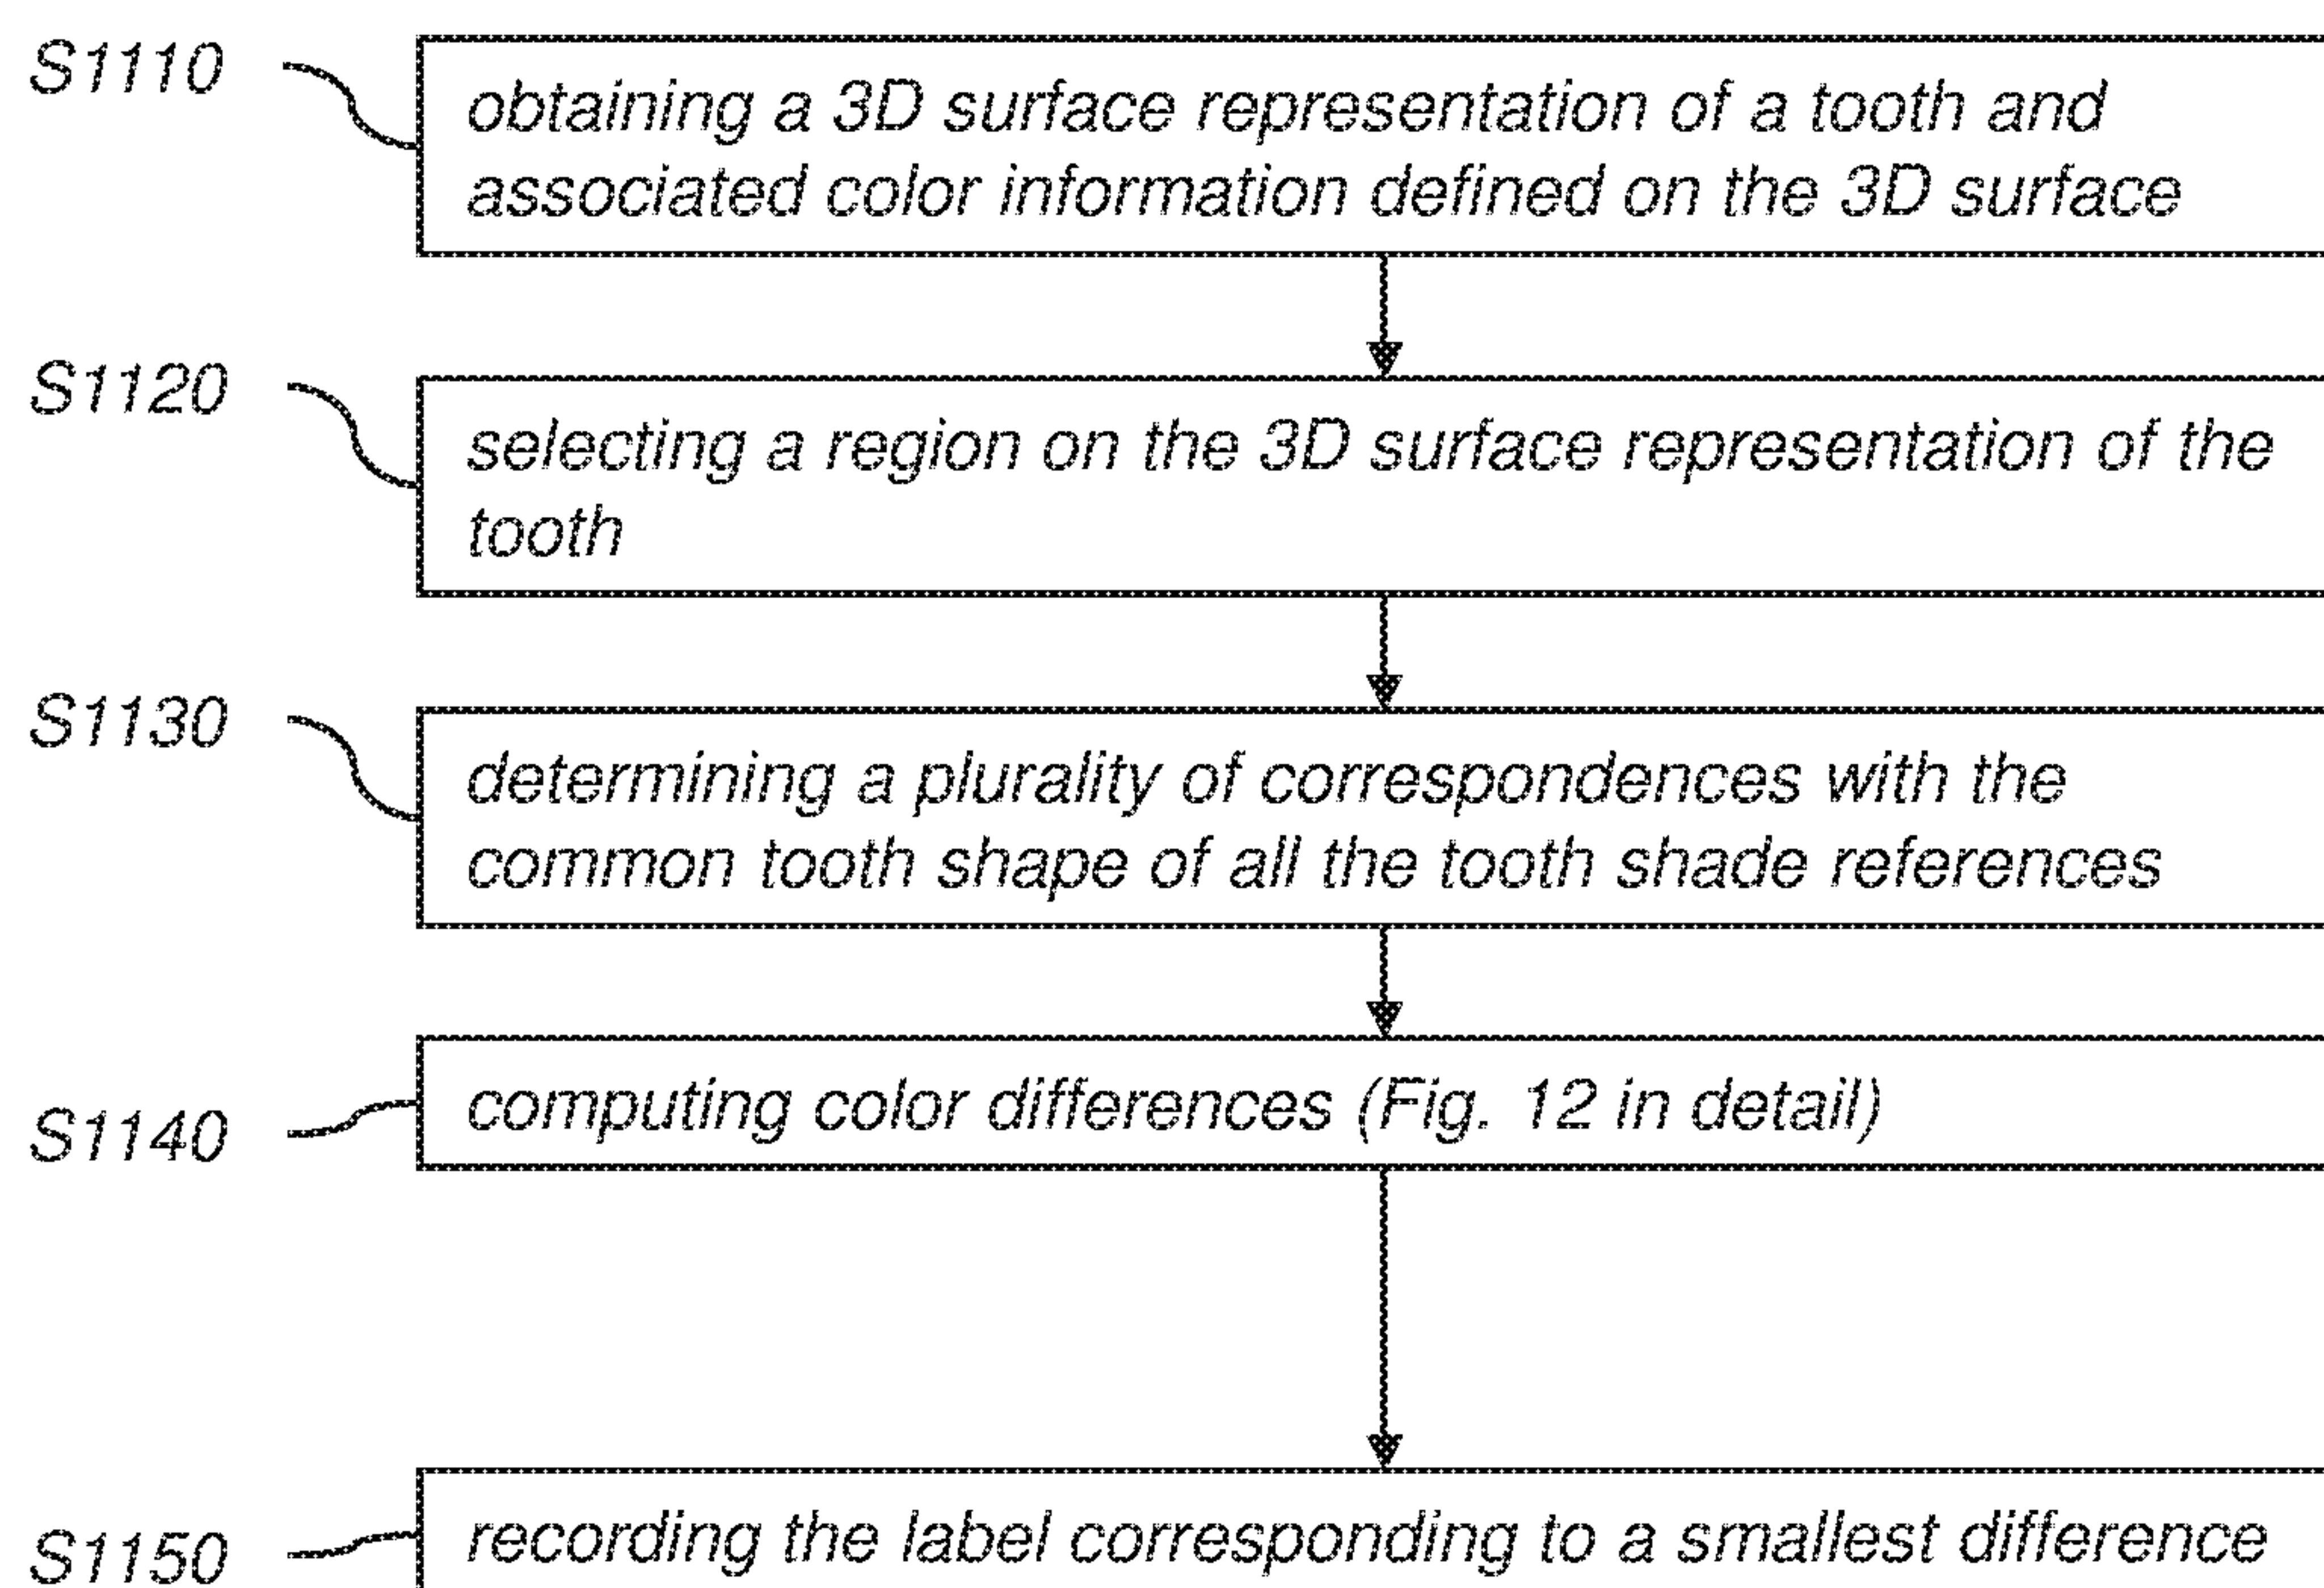 S1110
obtaining a 3D surface representation of a tooth and
associated color information defined on the 3D surface
S1120
selecting a region on the 3D surface representation of the
tooth
S1130
determining a plurality of correspondences with the
common tooth shape of all the tooth shade references
S1140
computing color differences (Fig. 12 in detail)
S1150
recording the label corresponding to a smallest difference